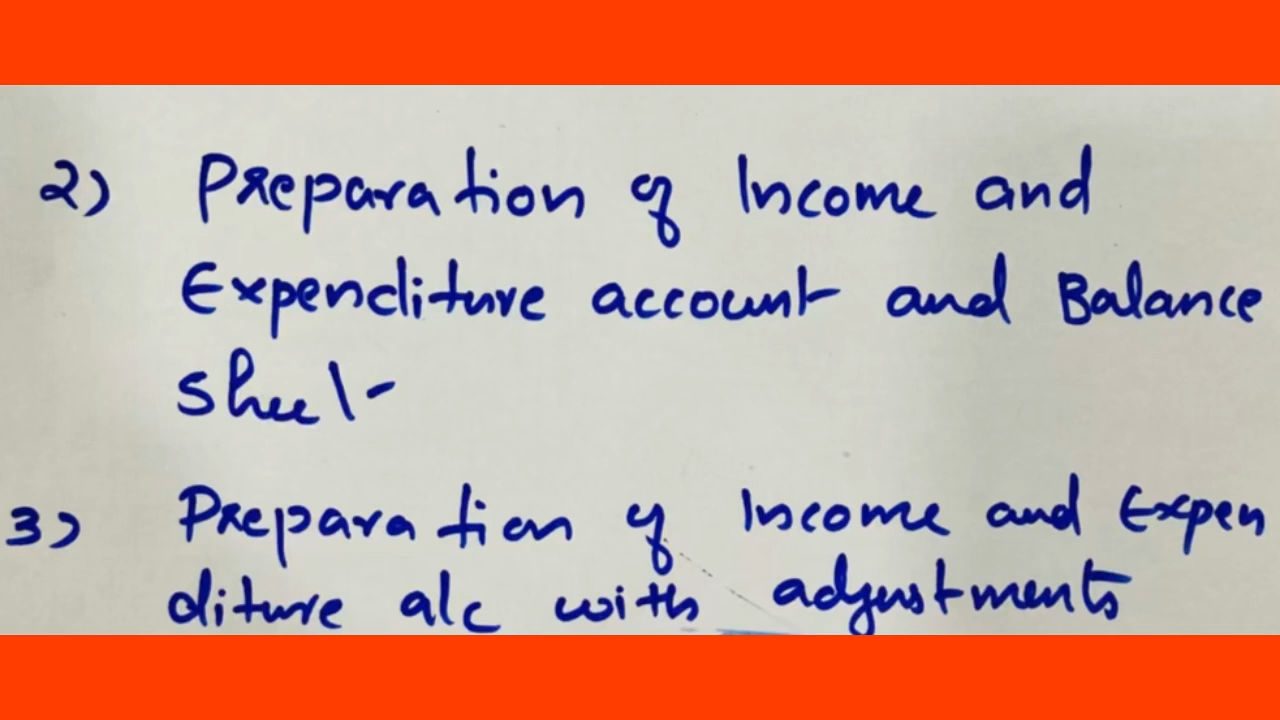 2) Preparation of Income and
Expenditure account and Balance
Sheet
3) Preparation of Income and Expen
diture a/c with adjustments